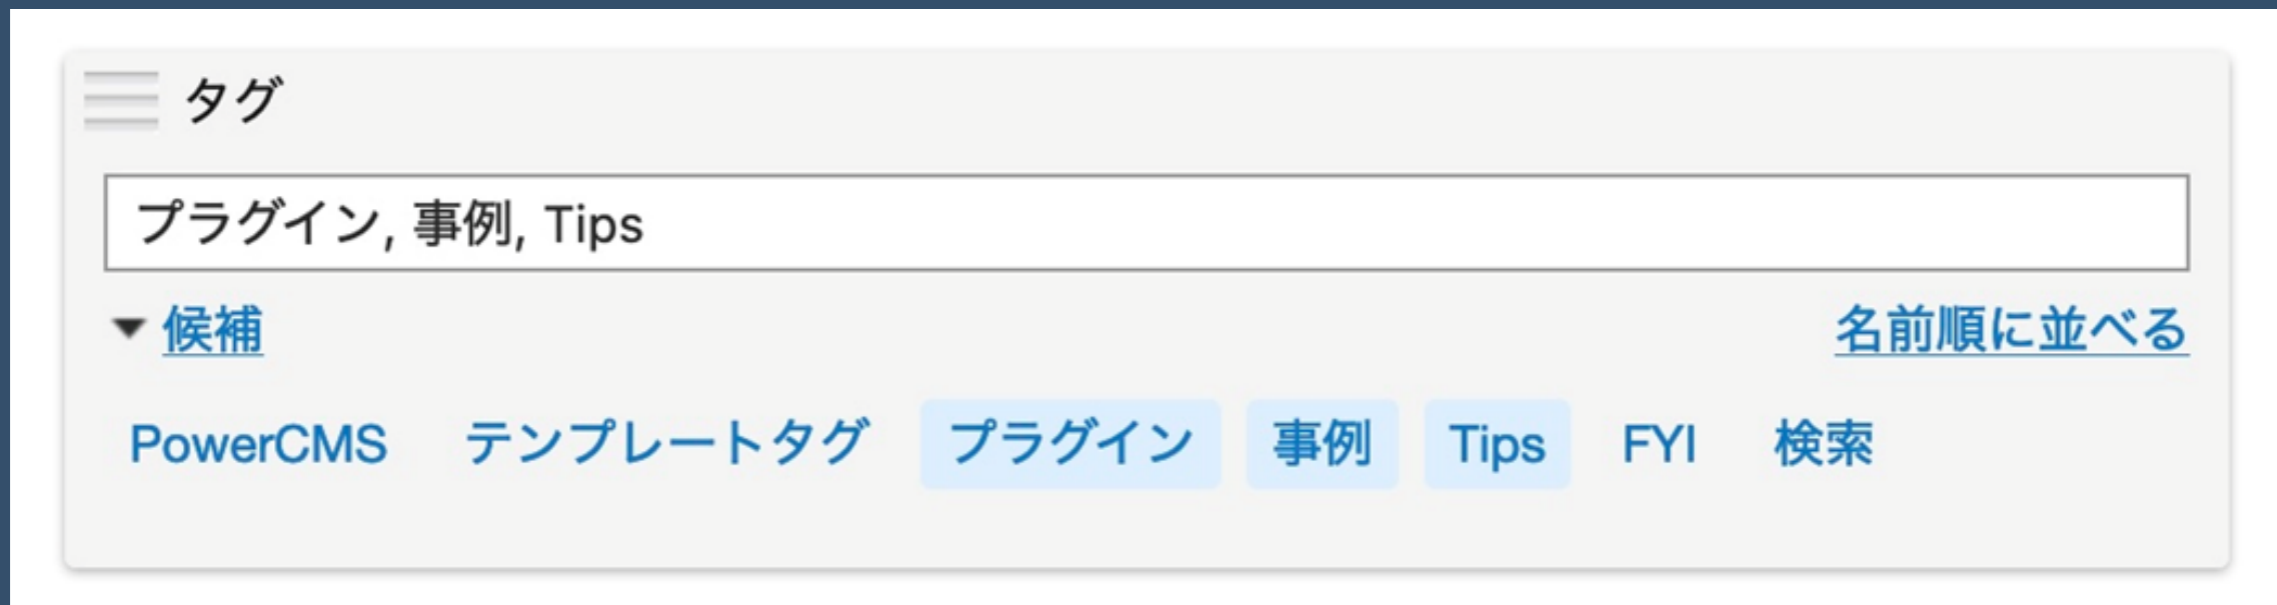 タグ
プラグイン, 事例, Tips
候補 名前順に並べる
PowerCMS テンプレートタグ プラグイン 事例 Tips FYI 検索